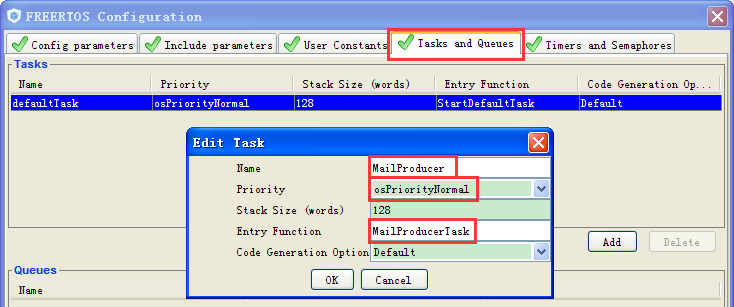 FREERTOS Configuration
Config parameters Include parameters User Constants Tasks and Queues Timers and Semaphores
Tasks
Name Priority Stack Size (words) Entry Function Code Generation Op...
defaultTask osPriorityNormal 128 StartDefaultTask Default
Edit Task
Name MailProducer
Priority osPriorityNormal
Stack Size (words) 128
Entry Function MailProducerTask
Code Generation Option Default
OK Cancel
Add Delete
Queues
Name